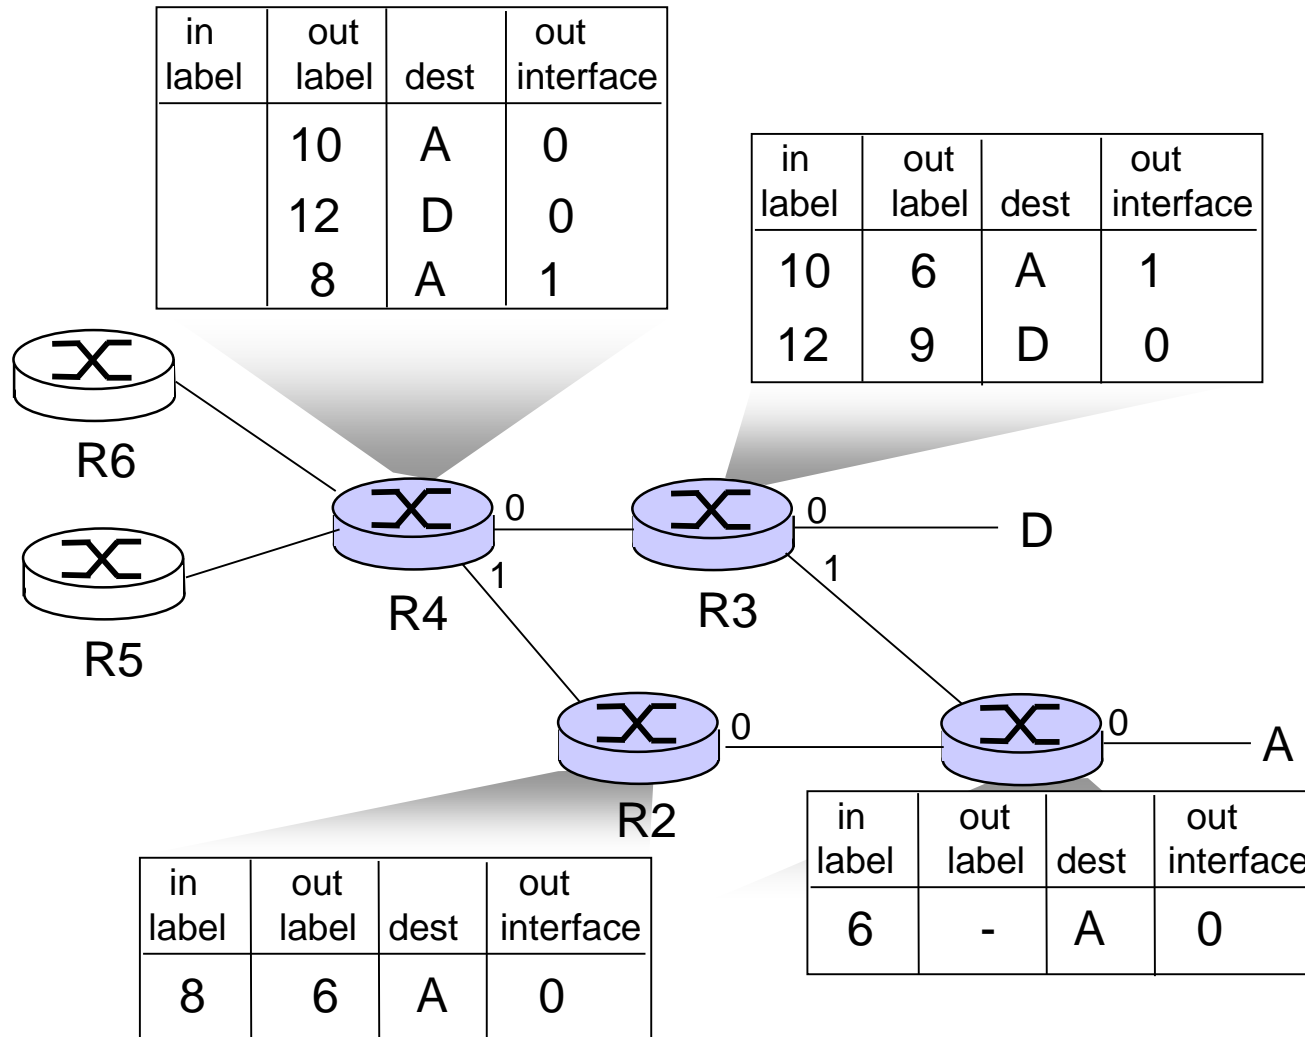 in out out
label label dest interface
10 A 0
12 D 0
8 A 1
in out out
label label dest interface
10 6 A 1
12 9 D 0
R6
R5
R4
0
1
R3
0
1
D
R2
0
0
A
in out out
label label dest interface
8 6 A 0
in out out
label label dest interface
6 - A 0